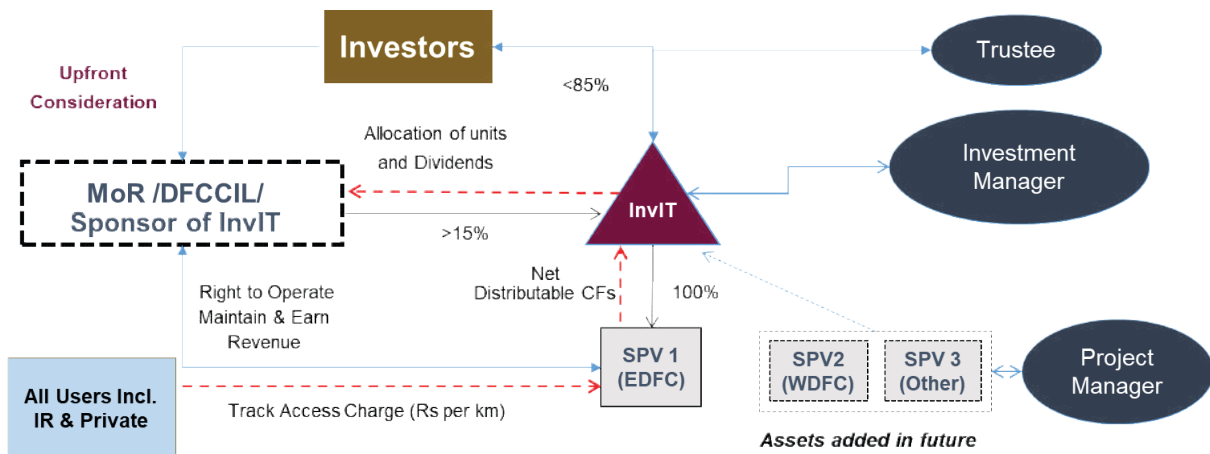 Investors
Trustee
Upfront
Consideration
<85%
Allocation of units
and Dividends
Investment
Manager
MoR /DFCCIL/
Sponsor of InvIT
InvIT
>15%
Net
Distributable CFs
100%
Right to Operate
Maintain & Earn
Revenue
SPV 1
(EDFC)
SPV2
(WDFC)
SPV 3
(Other)
Project
Manager
All Users Incl.
IR & Private
Track Access Charge (Rs per km)
Assets added in future